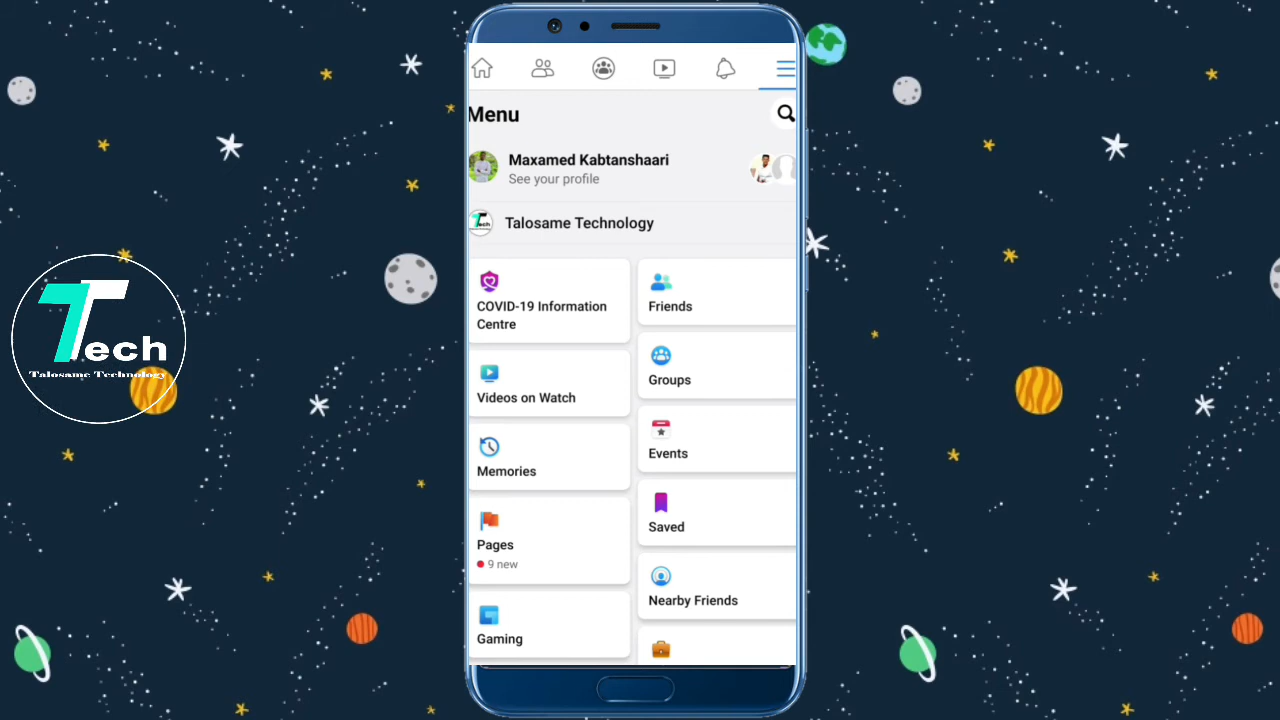 Menu
Maxamed Kabtanshaari
See your profile
Talosame Technology
COVID-19 Information
Centre
Friends
Groups
Videos on Watch
Events
Memories
Saved
Pages
9 new
Nearby Friends
Gaming
Tech
Talosame Technology